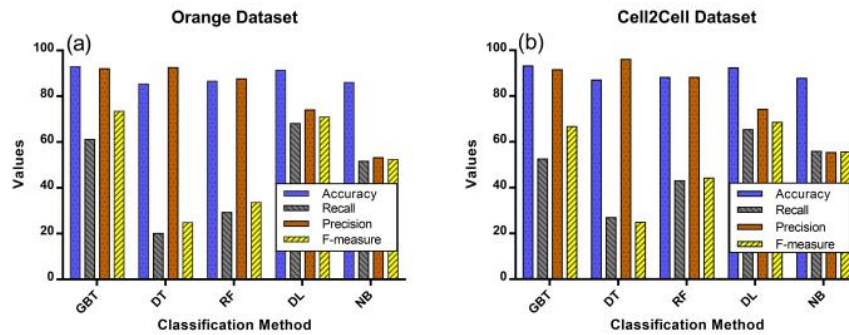 Orange Dataset
(a)
100
80
60
40
20
0
Values
GBT
DT
RF
DL
NB
Classification Method
Accuracy
Recall
Precision
F-measure
Cell2Cell Dataset
(b)
100
80
60
40
20
0
Values
GBT
DT
RF
DL
NB
Classification Method
Accuracy
Recall
Precision
F-measure